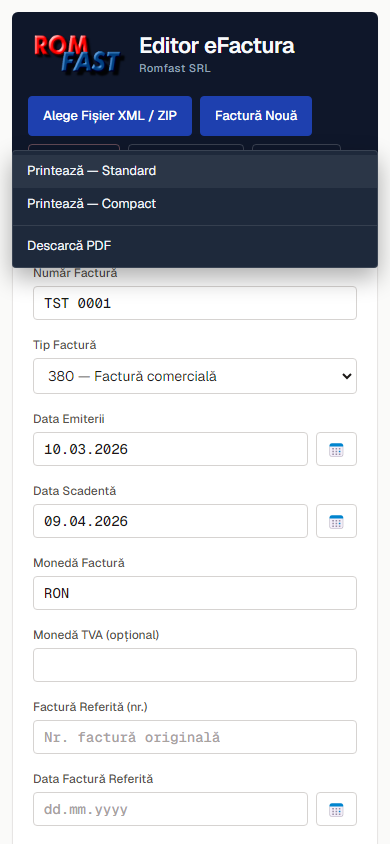 ROM
FAST
Editor eFactura
Romfast SRL
Alege Fișier XML / ZIP
Factură Nouă
Printează — Standard
Printează — Compact
Descarcă PDF
Număr Factură
TST 0001
Tip Factură
380 — Factură comercială
Data Emiterii
10.03.2026
Data Scadentă
09.04.2026
Monedă Factură
RON
Monedă TVA (opțional)
Factură Referită (nr.)
Nr. factură originală
Data Factură Referită
dd.mm.yyyy